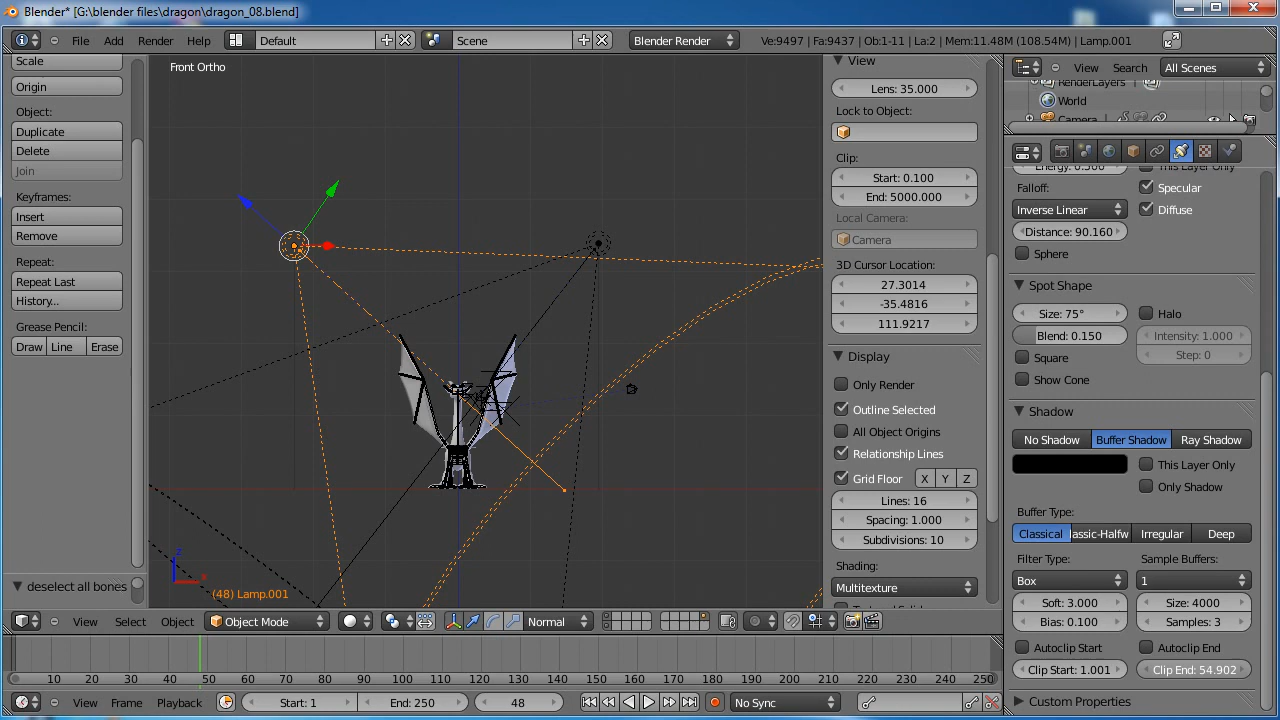 Blender* [G:\blender files\dragon\dragon_08.blend]
File Add Render Help Default Scene Blender Render Ve:9497 | Fa:9437 | Ob:1-11 | La:2 | Mem:11.48M (108.54M) | Lamp.001
Scale
Origin
Object:
Duplicate
Delete
Join
Keyframes:
Insert
Remove
Repeat:
Repeat Last
History...
Grease Pencil:
Draw Line Erase
deselect all bones
Front Ortho
z
x
(48) Lamp.001
View
Lens: 35.000
Lock to Object:
Clip:
Start: 0.100
End: 5000.000
Local Camera:
Camera
3D Cursor Location:
27.3014
-35.4816
111.9217
Display
Only Render
Outline Selected
All Object Origins
Relationship Lines
Grid Floor X Y Z
Lines: 16
Spacing: 1.000
Subdivisions: 10
Shading:
Multitexture
Textured Solid
View Search All Scenes
RenderLayers
World
Camera
Energy: 0.500 This Layer Only
Falloff: Specular
Inverse Linear Diffuse
Distance: 90.160
Sphere
Spot Shape
Size: 75° Halo
Blend: 0.150 Intensity: 1.000
Square Step: 0
Show Cone
Shadow
No Shadow Buffer Shadow Ray Shadow
This Layer Only
Only Shadow
Buffer Type:
Classical lassic-Halfw Irregular Deep
Filter Type: Sample Buffers:
Box 1
Soft: 3.000 Size: 4000
Bias: 0.100 Samples: 3
Autoclip Start Autoclip End
Clip Start: 1.001 Clip End: 54.902
Custom Properties
View Select Object Object Mode Normal
10 20 30 40 50 60 70 80 90 100 110 120 130 140 150 160 170 180 190 200 210 220 230 240 250
View Frame Playback Start: 1 End: 250 48 No Sync